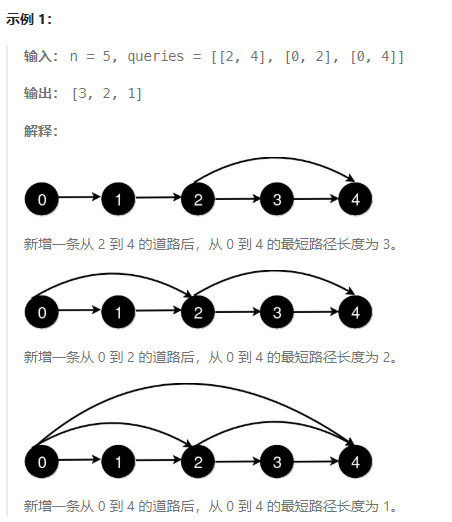 示例 1:
输入: n = 5, queries = [[2, 4], [0, 2], [0, 4]]
输出: [3, 2, 1]
解释:
0 1 2 3 4
新增一条从 2 到 4 的道路后，从 0 到 4 的最短路径长度为 3。
0 1 2 3 4
新增一条从 0 到 2 的道路后，从 0 到 4 的最短路径长度为 2。
0 1 2 3 4
新增一条从 0 到 4 的道路后，从 0 到 4 的最短路径长度为 1。